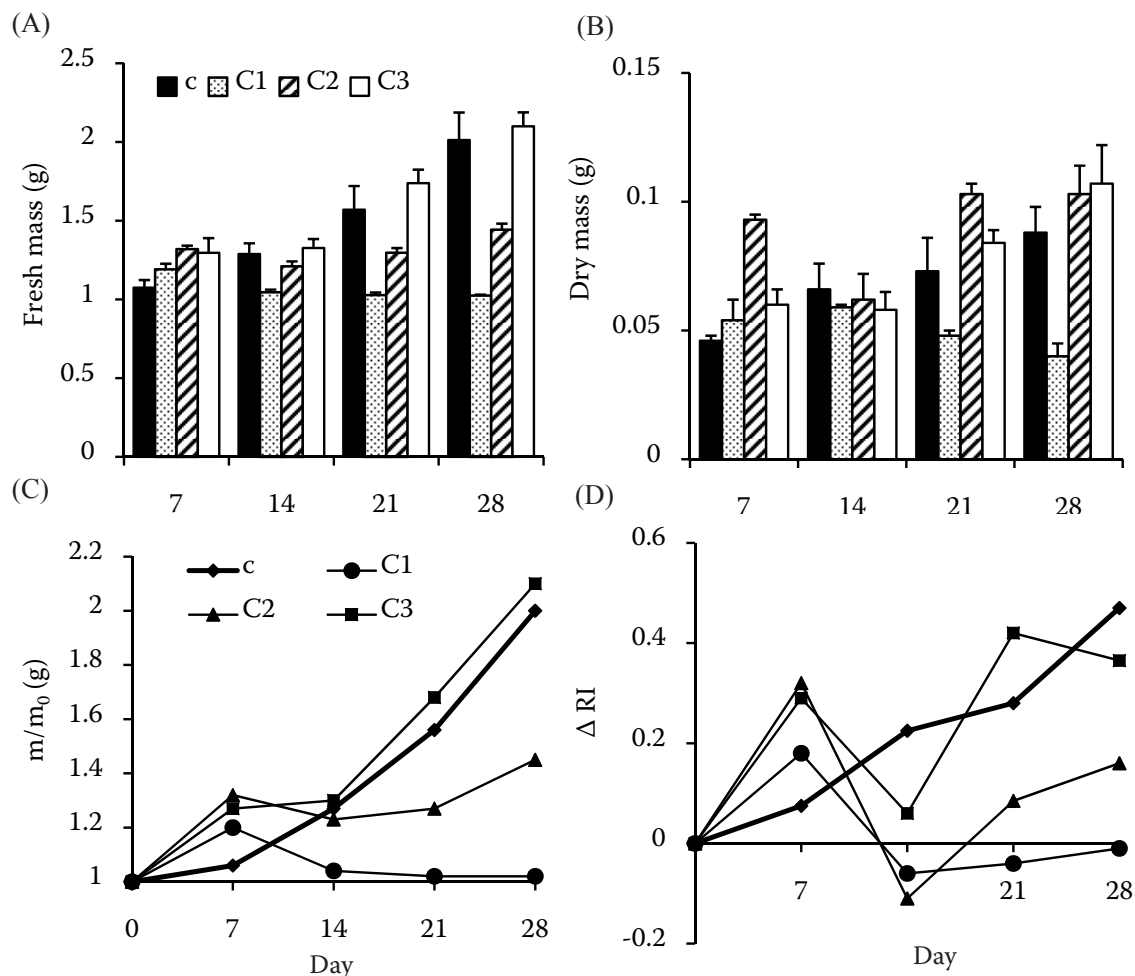 (A)
2.5
c C1 C2 C3
2
1.5
1
0.5
0
Fresh mass (g)
7 14 21 28
(B)
0.15
0.1
0.05
0
Dry mass (g)
7 14 21 28
(C)
2.2
c C1
C2 C3
2
1.8
1.6
1.4
1.2
1
m/m0 (g)
0 7 14 21 28
Day
(D)
0.6
0.4
0.2
0
-0.2
Δ RI
7 21 28
Day